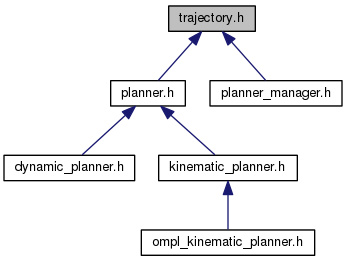 trajectory.h
planner.h
planner_manager.h
dynamic_planner.h
kinematic_planner.h
ompl_kinematic_planner.h